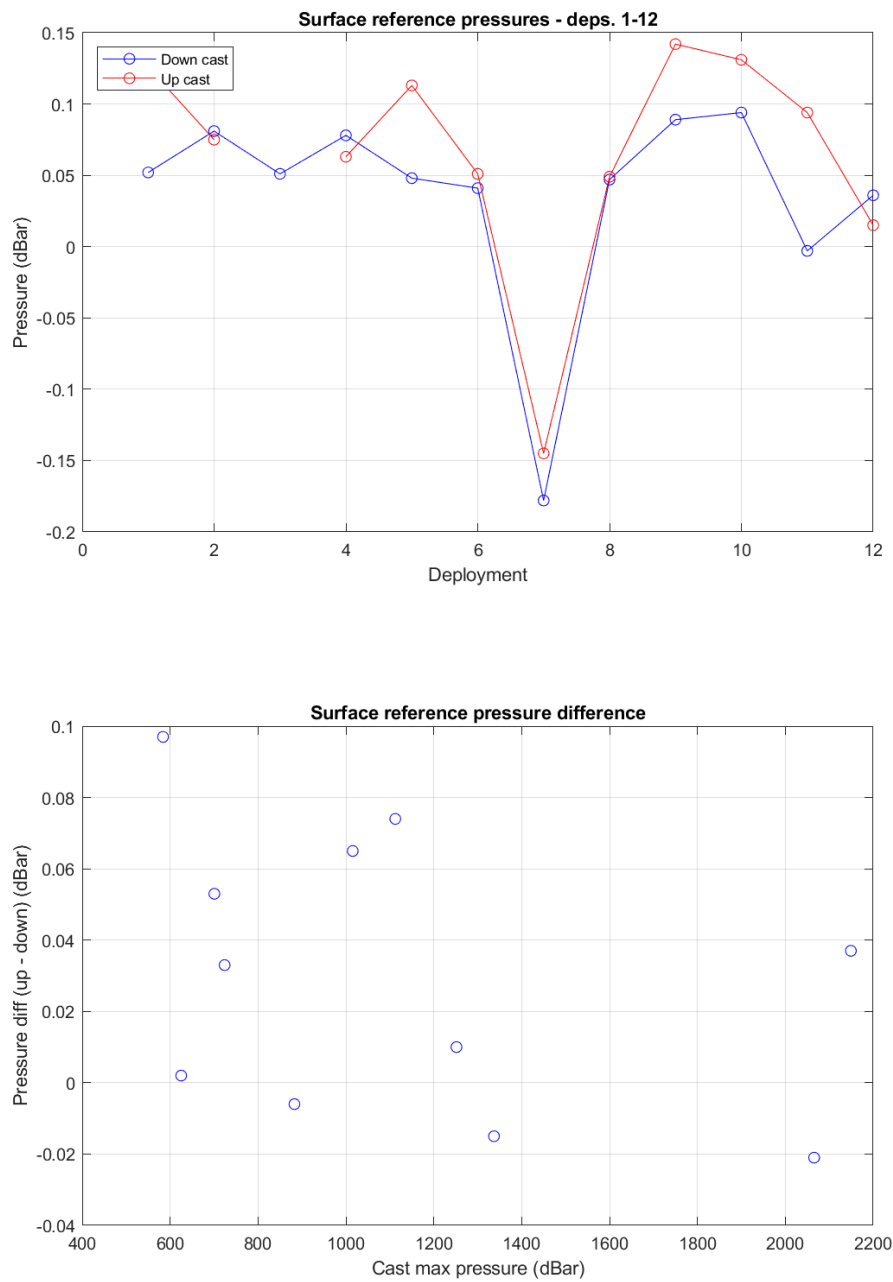 Surface reference pressures - deps. 1-12
0.15
Down cast
Up cast
0.1
0.05
0
-0.05
-0.1
-0.15
-0.2
Pressure (dBar)
0 2 4 6 8 10 12
Deployment
Surface reference pressure difference
0.1
0.08
0.06
0.04
0.02
0
-0.02
-0.04
Pressure diff (up - down) (dBar)
400 600 800 1000 1200 1400 1600 1800 2000 2200
Cast max pressure (dBar)